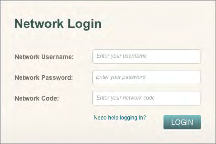 Network Login
Network Username: Enter your username
Network Password: Enter your password
Network Code: Enter your network code
Need help logging in?
LOGIN